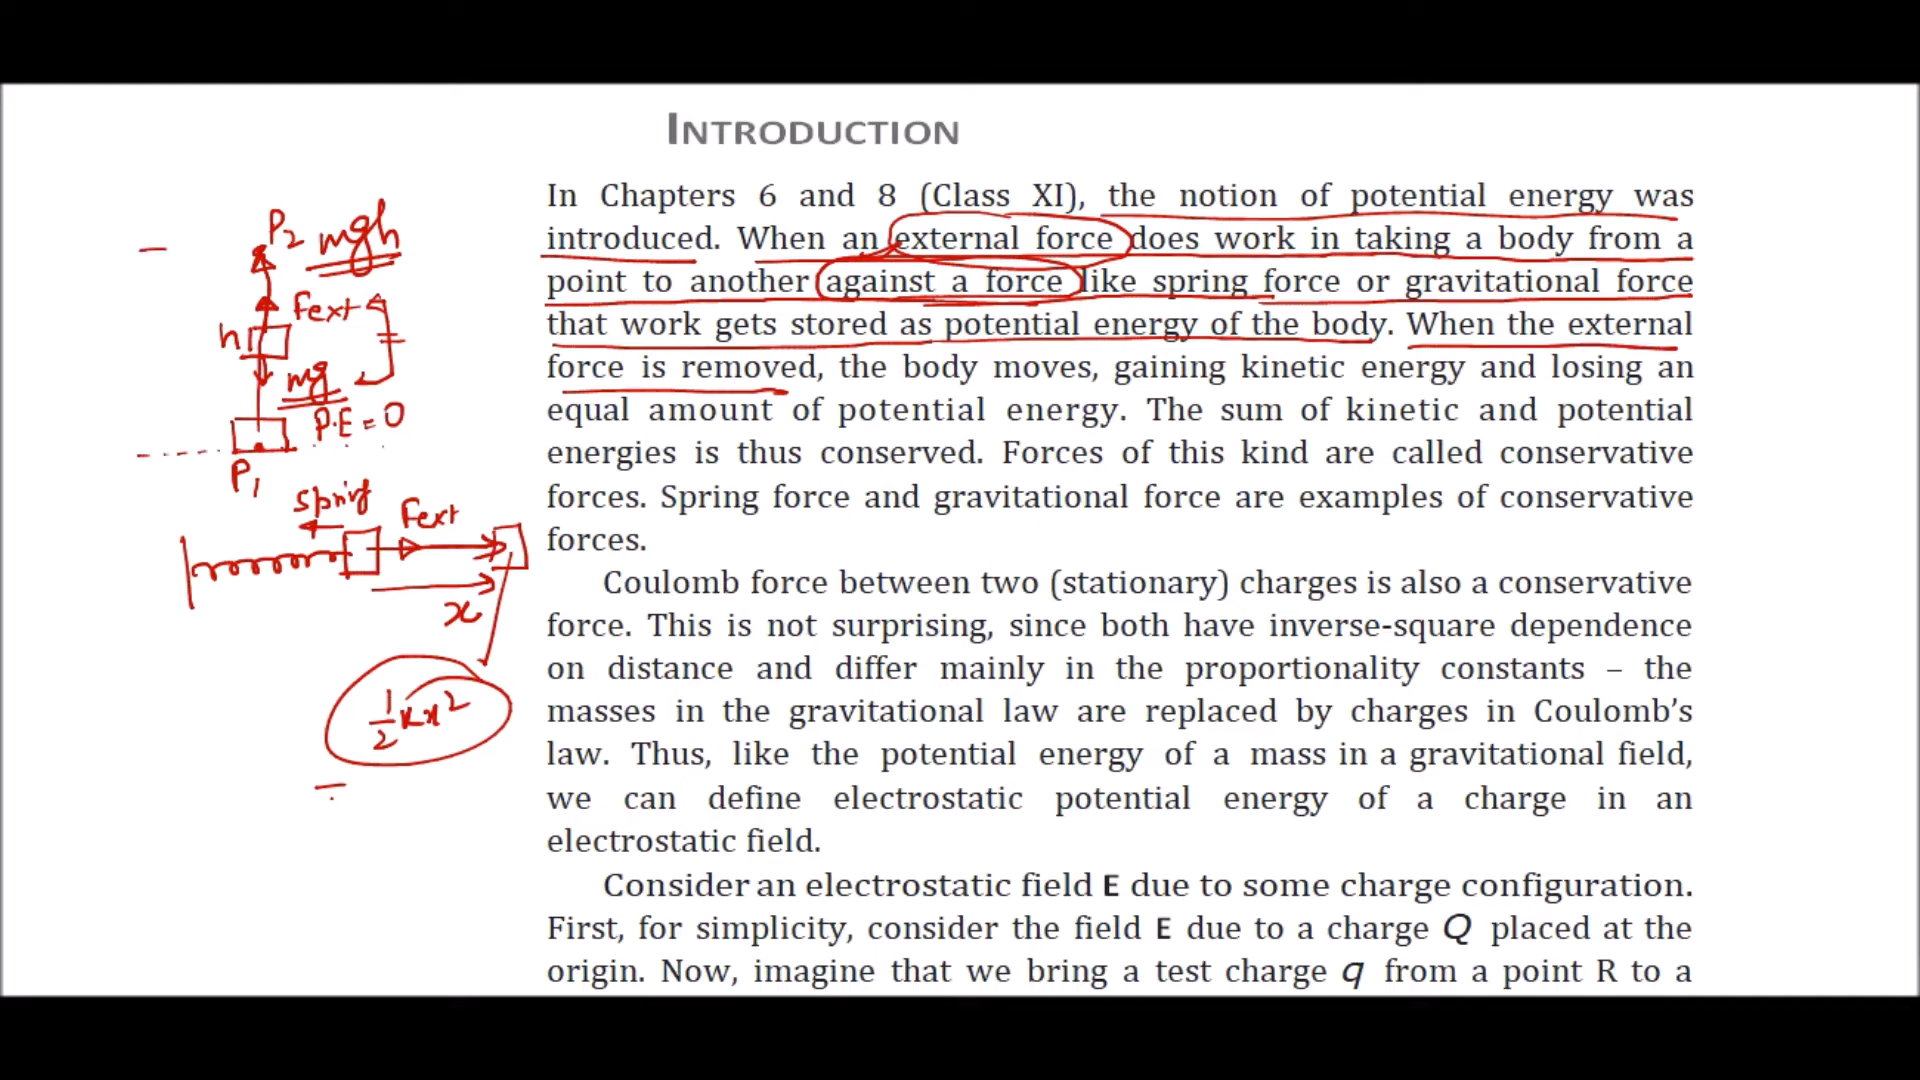 INTRODUCTION
In Chapters 6 and 8 (Class XI), the notion of potential energy was
introduced. When an external force does work in taking a body from a
point to another against a force like spring force or gravitational force
that work gets stored as potential energy of the body. When the external
force is removed, the body moves, gaining kinetic energy and losing an
equal amount of potential energy. The sum of kinetic and potential
energies is thus conserved. Forces of this kind are called conservative
forces. Spring force and gravitational force are examples of conservative
forces.
Coulomb force between two (stationary) charges is also a conservative
force. This is not surprising, since both have inverse-square dependence
on distance and differ mainly in the proportionality constants – the
masses in the gravitational law are replaced by charges in Coulomb's
law. Thus, like the potential energy of a mass in a gravitational field,
we can define electrostatic potential energy of a charge in an
electrostatic field.
Consider an electrostatic field E due to some charge configuration.
First, for simplicity, consider the field E due to a charge Q placed at the
origin. Now, imagine that we bring a test charge q from a point R to a
P2 mgh
Fext
h
mg
P.E = 0
P1
spring
Fext
x
1/2 kx²